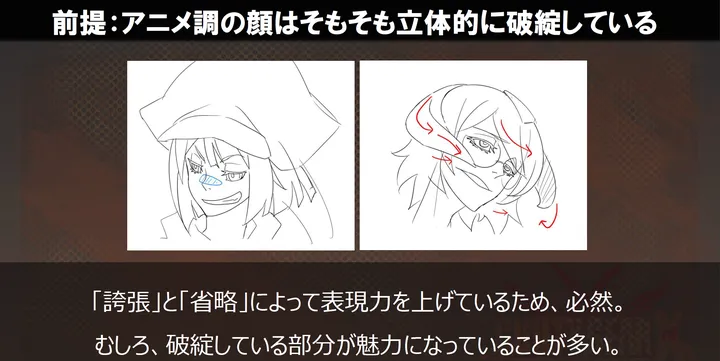 前提：アニメ調の顔はそもそも立体的に破綻している
「誇張」と「省略」によって表現力を上げているため、必然。
むしろ、破綻している部分が魅力になっていることが多い。